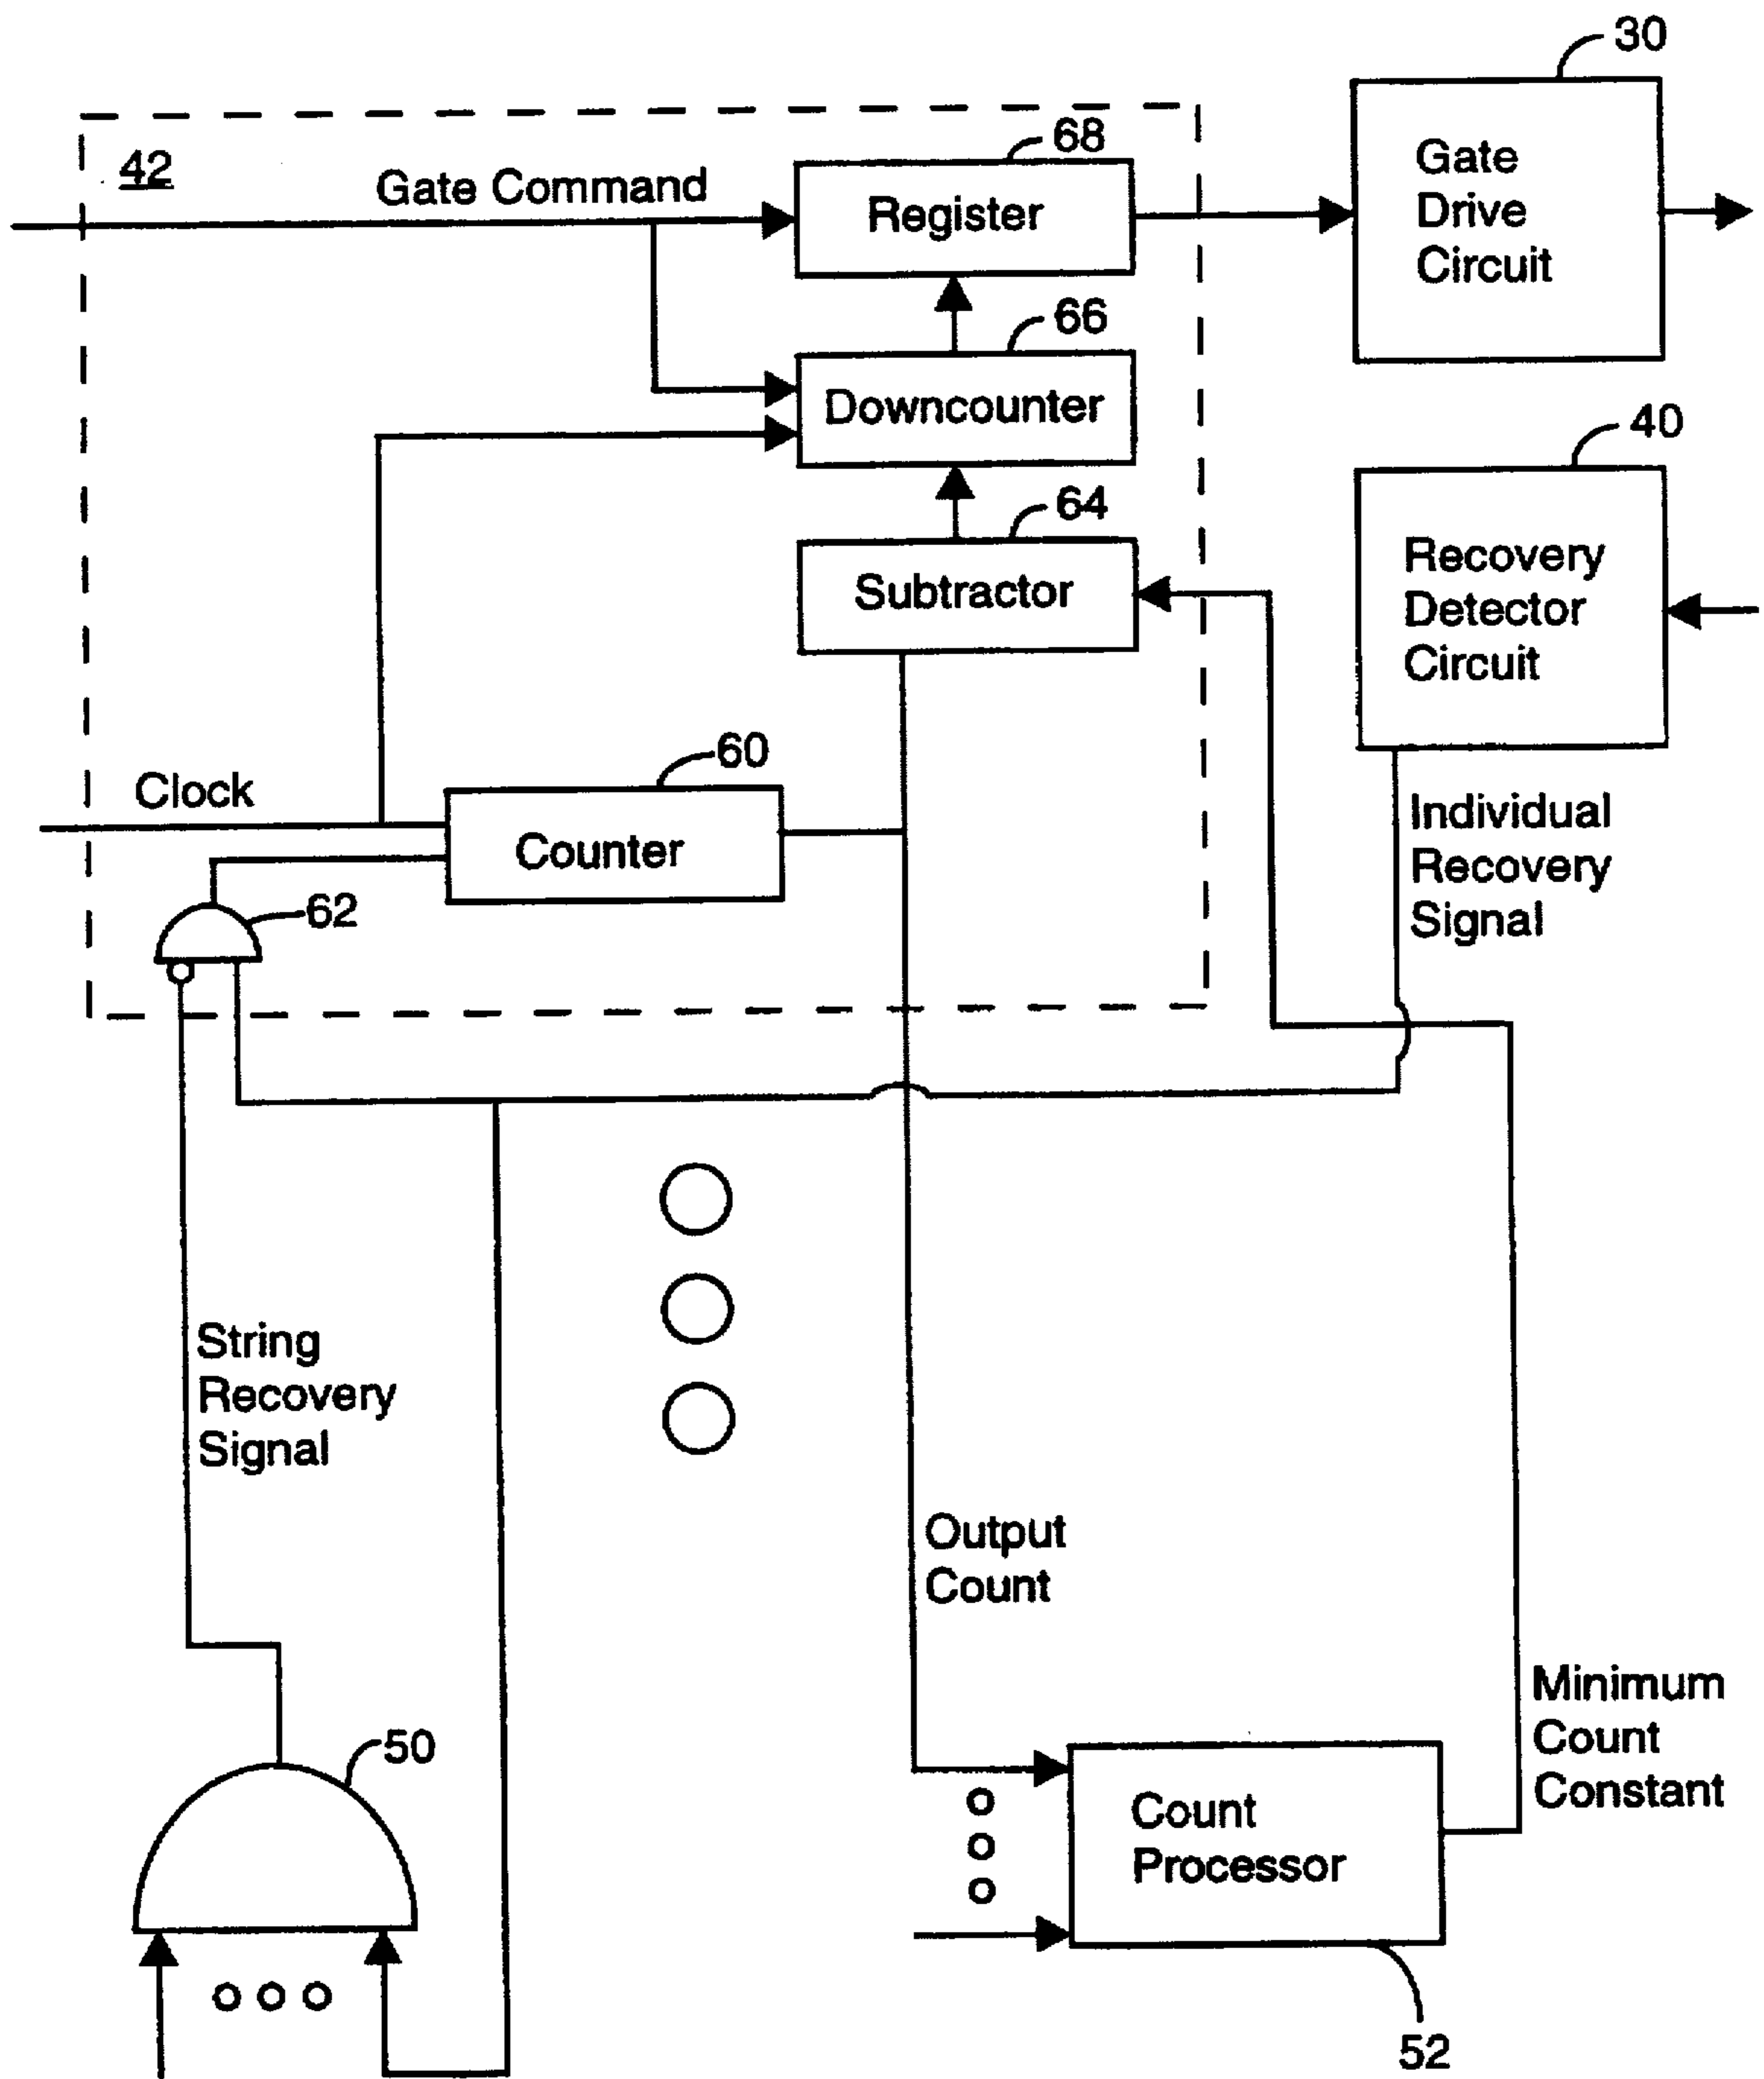 30
42
Gate Command
68
Register
Gate
Drive
Circuit
66
Downcounter
40
64
Subtractor
Recovery
Detector
Circuit
60
Clock
Counter
Individual
Recovery
Signal
62
String
Recovery
Signal
Output
Count
Minimum
Count
Constant
50
Count
Processor
52